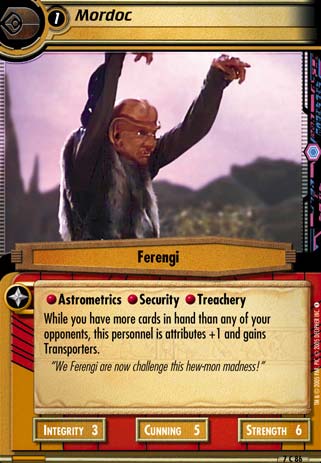 1 Mordoc
Ferengi
Astrometrics Security Treachery
While you have more cards in hand than any of your
opponents, this personnel is attributes +1 and gains
Transporters.
"We Ferengi are now challenge this hew-mon madness!"
INTEGRITY 3 CUNNING 5 STRENGTH 6
7 C 86